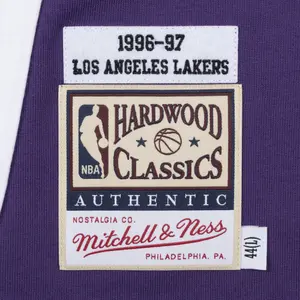 1996-97
LOS ANGELES LAKERS
HARDWOOD
NBA
CLASSICS
AUTHENTIC
NOSTALGIA CO.
Mitchell & Ness
PHILADELPHIA, PA.
44(L)